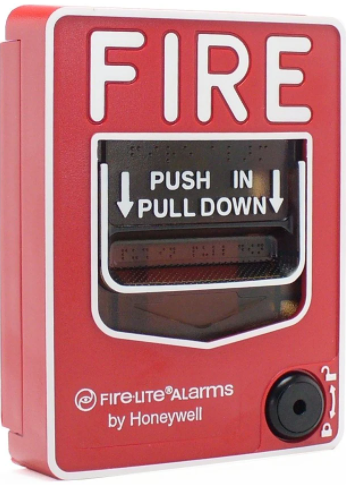 FIRE
PUSH IN
PULL DOWN
FIRE-LITE®ALARMS
by Honeywell